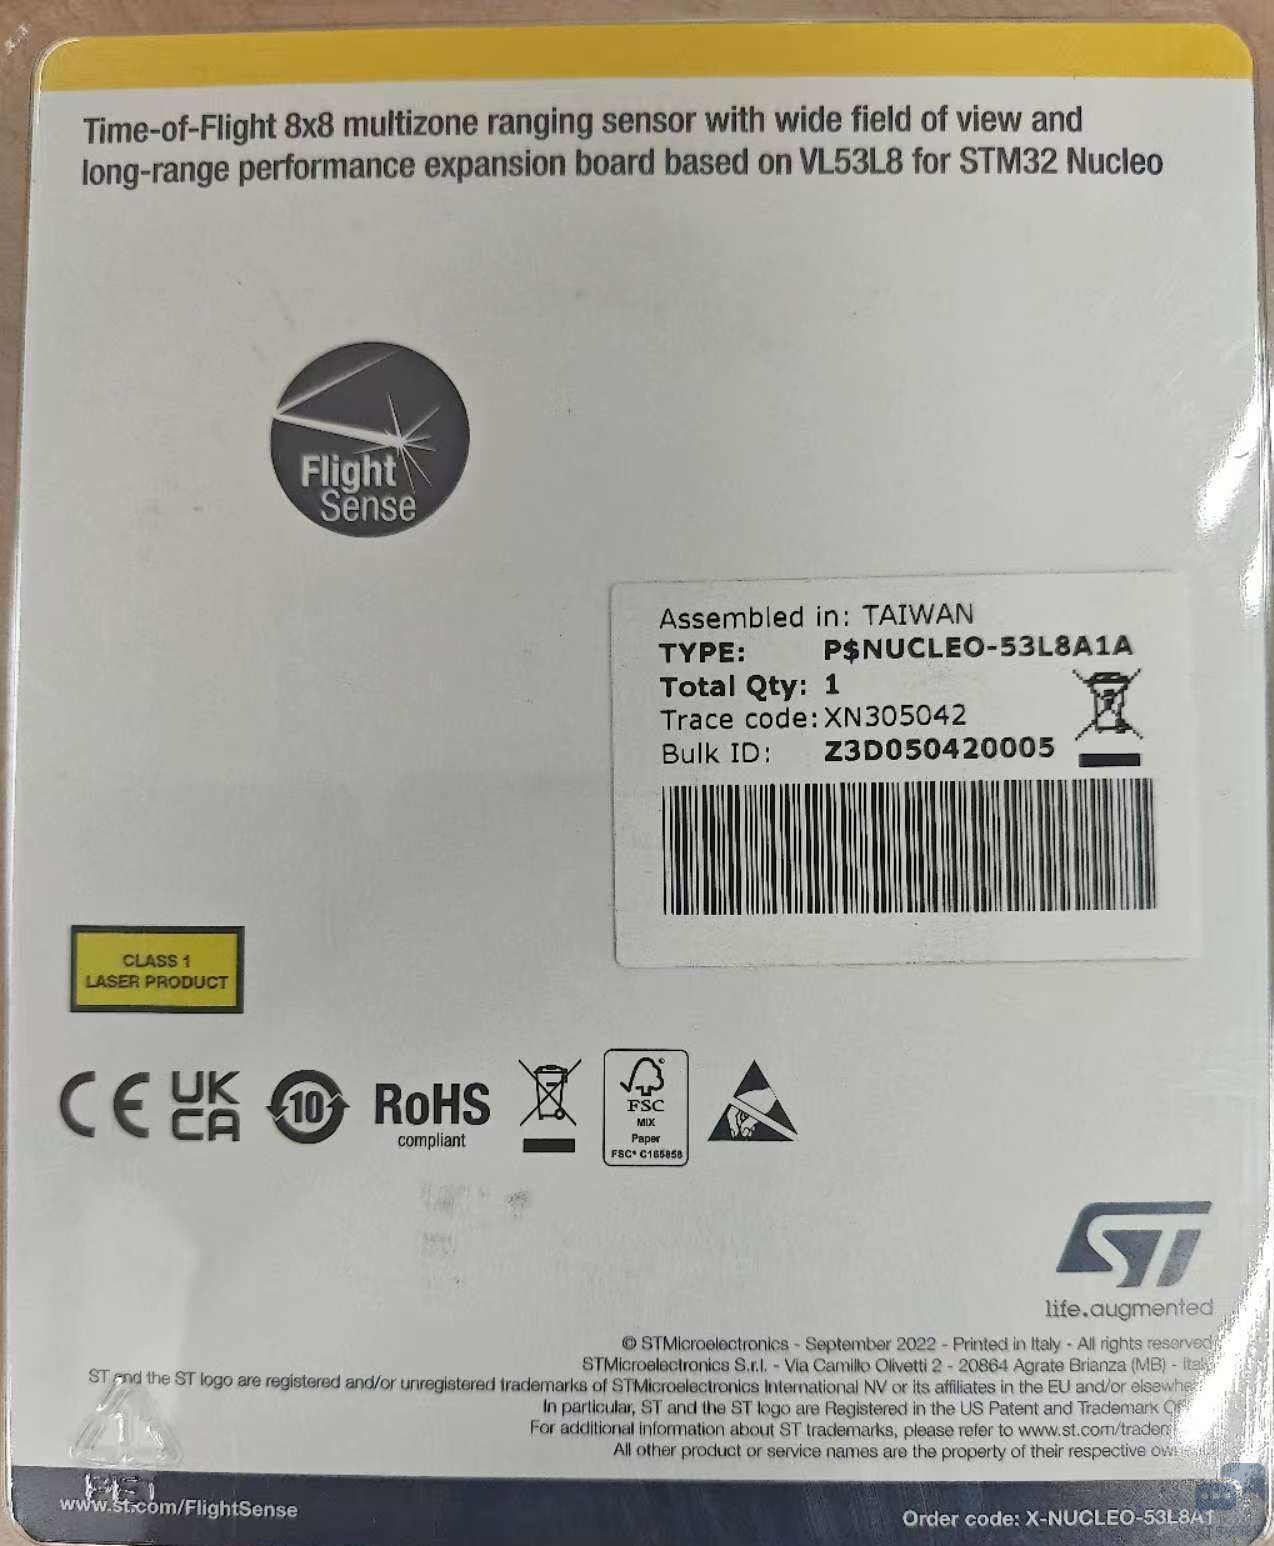 Time-of-Flight 8x8 multizone ranging sensor with wide field of view and
long-range performance expansion board based on VL53L8 for STM32 Nucleo
Flight
Sense
Assembled in: TAIWAN
TYPE: P$NUCLEO-53L8A1A
Total Qty: 1
Trace code: XN305042
Bulk ID: Z3D050420005
CLASS 1
LASER PRODUCT
CE UK
CA
10
RoHS
compliant
FSC
MIX
Paper
FSC® C165858
ST
life.augmented
© STMicroelectronics - September 2022 - Printed in Italy - All rights reserved
STMicroelectronics S.r.l. - Via Camillo Olivetti 2 - 20864 Agrate Brianza (MB) -
ST and the ST logo are registered and/or unregistered trademarks of STMicroelectronics International NV or its affiliates in the EU and/or
In particular, ST and the ST logo are Registered in the US Patent and Trademark
For additional information about ST trademarks, please refer to
All other product or service names are the property of their respective
1
PET
www.st.com/FlightSense
Order code: X-NUCLEO-53L8A1